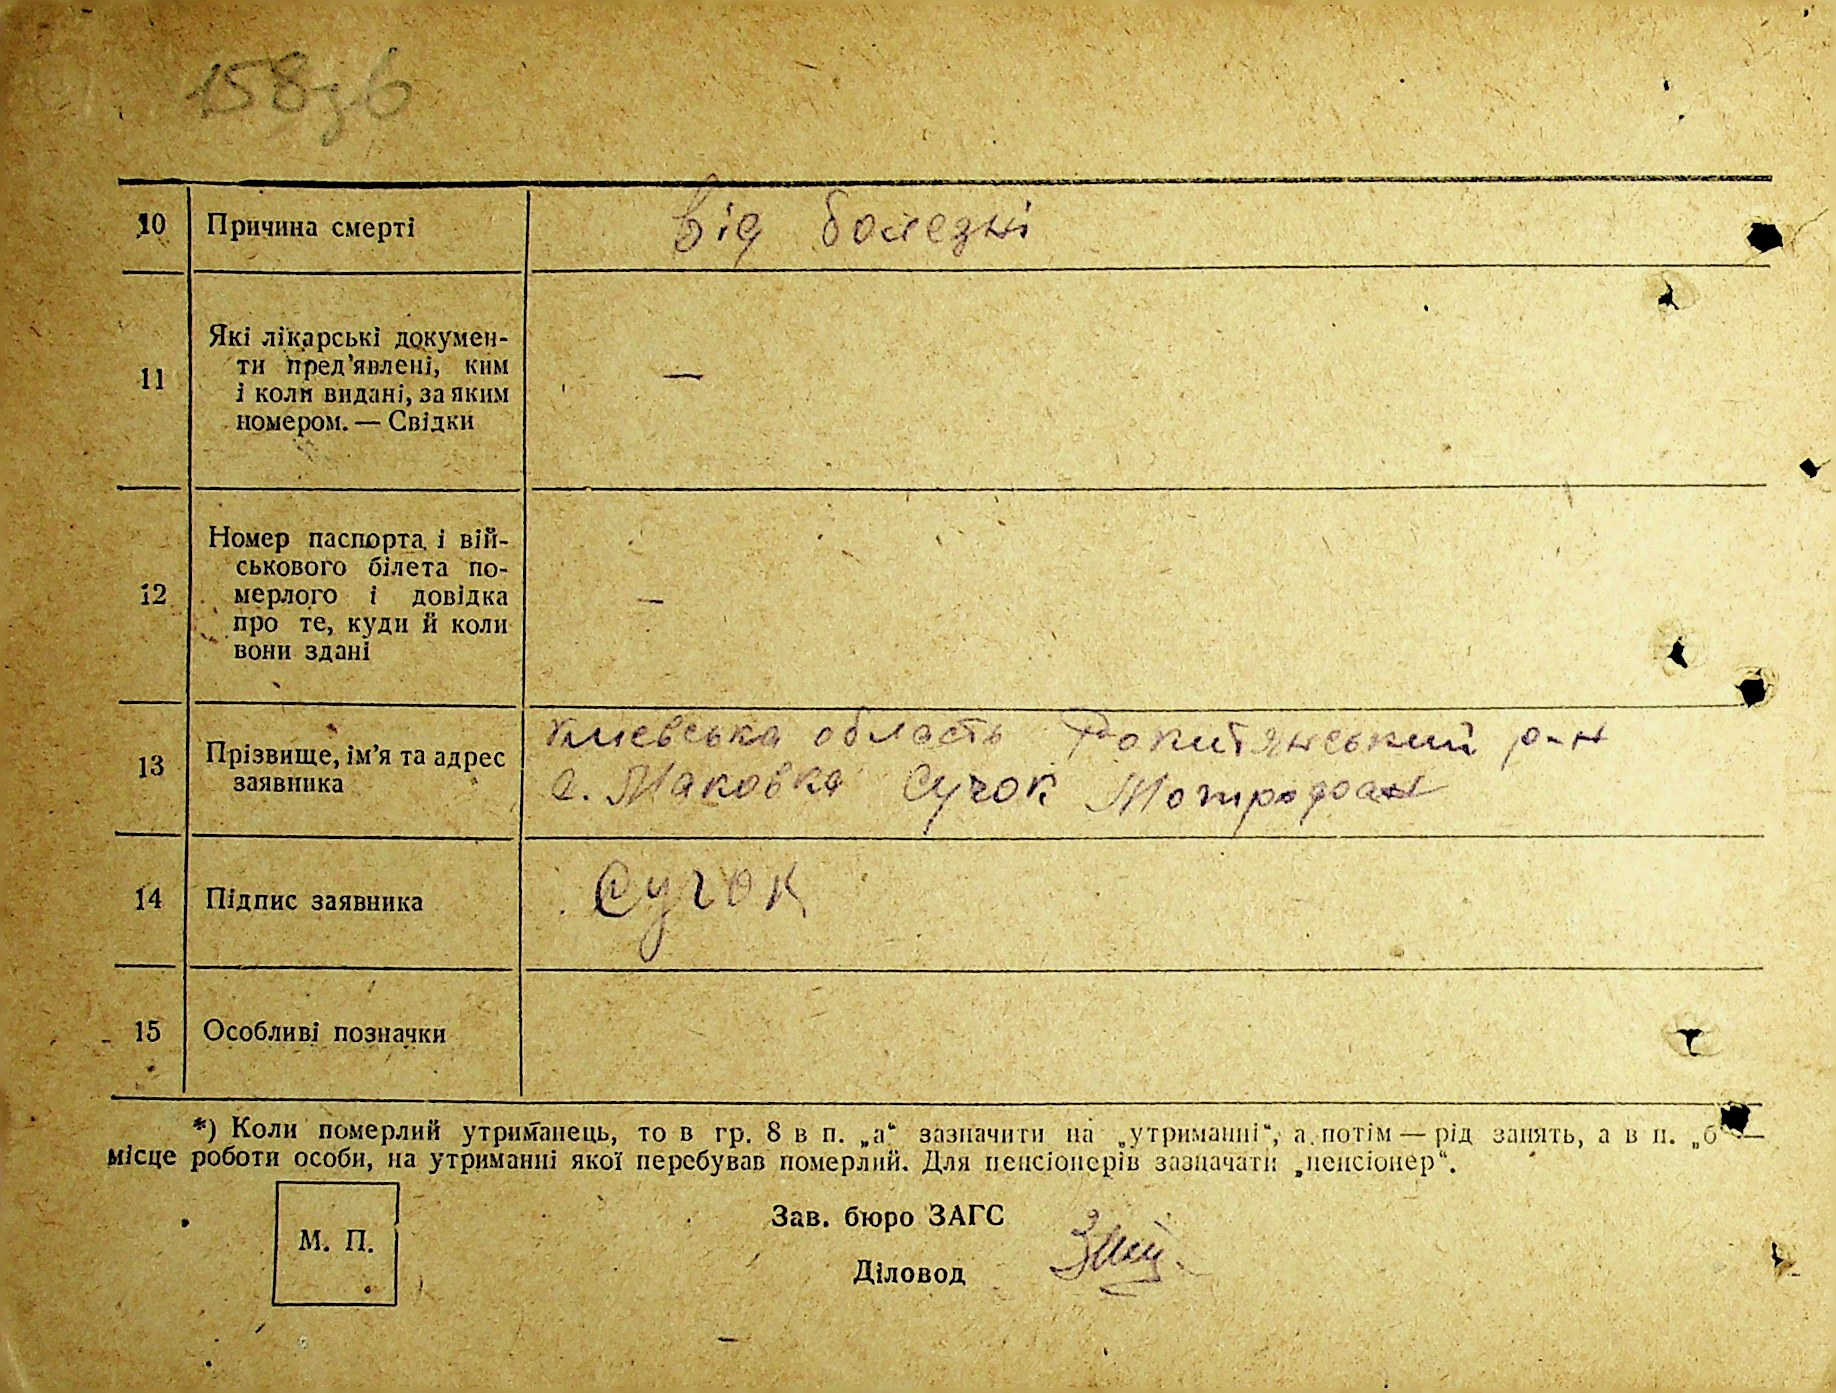 158зв
10 Причина смерті від болезні
11 Які лікарські докумен-
ти пред’явлені, ким
і коли видані, за яким
номером. — Свідки —
12 Номер паспорта і вій-
ськового білета по-
мерлого і довідка
про те, куди й коли
вони здані —
13 Прізвище, ім’я та адрес
заявника
Киевська область Рокитянський р-н
с. Маковка Сучок
14 Підпис заявника Сучок
15 Особливі позначки
*) Коли померлий утриманець, то в гр. 8 в п. „а“ зазначити на „утриманні“, а потім — рід занять, а в п. „б“ —
місце роботи особи, на утриманні якої перебував померлий. Для пенсіонерів зазначати „пенсіонер“.
М. П.
Зав. бюро ЗАГС
Діловод